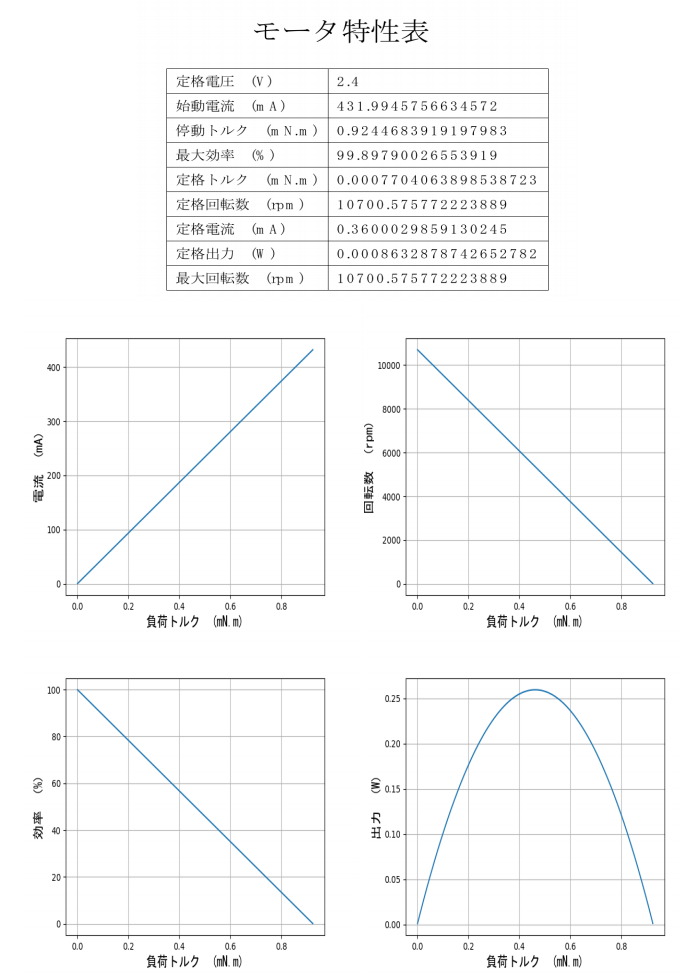 モータ特性表
定格電圧 (V) 2.4
始動電流 (mA) 431.9945756634572
停動トルク (mN.m) 0.9244683919197983
最大効率 (%) 99.89790026553919
定格トルク (mN.m) 0.0007704063898538723
定格回転数 (rpm) 10700.575772223889
定格電流 (mA) 0.3600029859130245
定格出力 (W) 0.0008632878742652782
最大回転数 (rpm) 10700.575772223889
電流 (mA)
400
300
200
100
0
0.0 0.2 0.4 0.6 0.8
負荷トルク (mN.m)
回転数 (rpm)
10000
8000
6000
4000
2000
0
0.0 0.2 0.4 0.6 0.8
負荷トルク (mN.m)
効率 (%)
100
80
60
40
20
0
0.0 0.2 0.4 0.6 0.8
負荷トルク (mN.m)
出力 (W)
0.25
0.20
0.15
0.10
0.05
0.00
0.0 0.2 0.4 0.6 0.8
負荷トルク (mN.m)